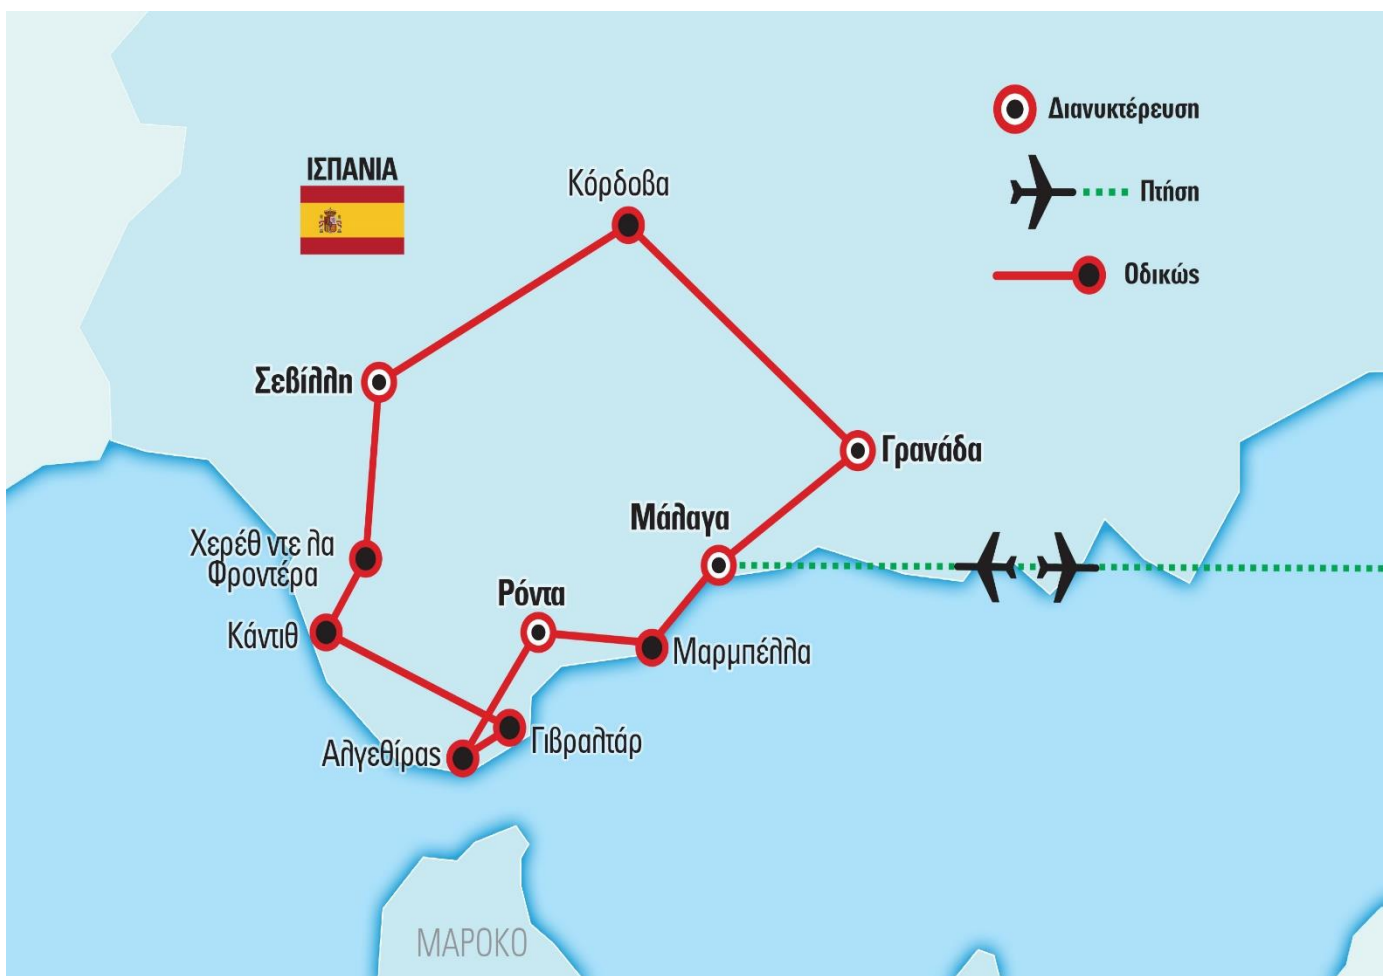 Διανυκτέρευση
ΙΣΠΑΝΙΑ
Κόρδοβα
Πτήση
Οδικώς
Σεβίλλη
Γρανάδα
Μάλαγα
Χερέθ ντε λα
Φροντέρα
Ρόντα
Κάντιθ
Μαρμπέλλα
Αλγεθίρας
Γιβραλτάρ
ΜΑΡΟΚΟ